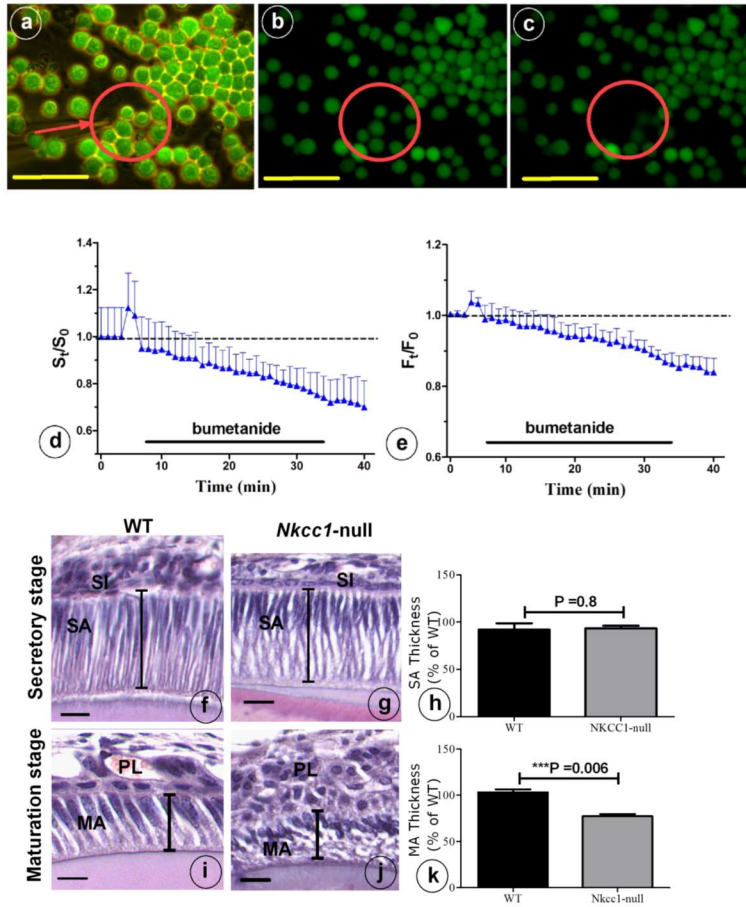 a
b
c
1.4
1.2
1.0
0.8
0.6
St/S0
bumetanide
d
0
10
20
30
40
Time (min)
1.2
1.0
0.8
0.6
Ft/F0
bumetanide
e
0
10
20
30
40
Time (min)
WT
Nkcc1-null
Secretory stage
SI
SA
f
SI
SA
g
SA Thickness
(% of WT)
150
100
50
0
P =0.8
WT
NKCC1-null
h
Maturation stage
PL
MA
i
PL
MA
j
MA Thickness
(% of WT)
150
100
50
0
***P =0.006
WT
Nkcc1-null
k